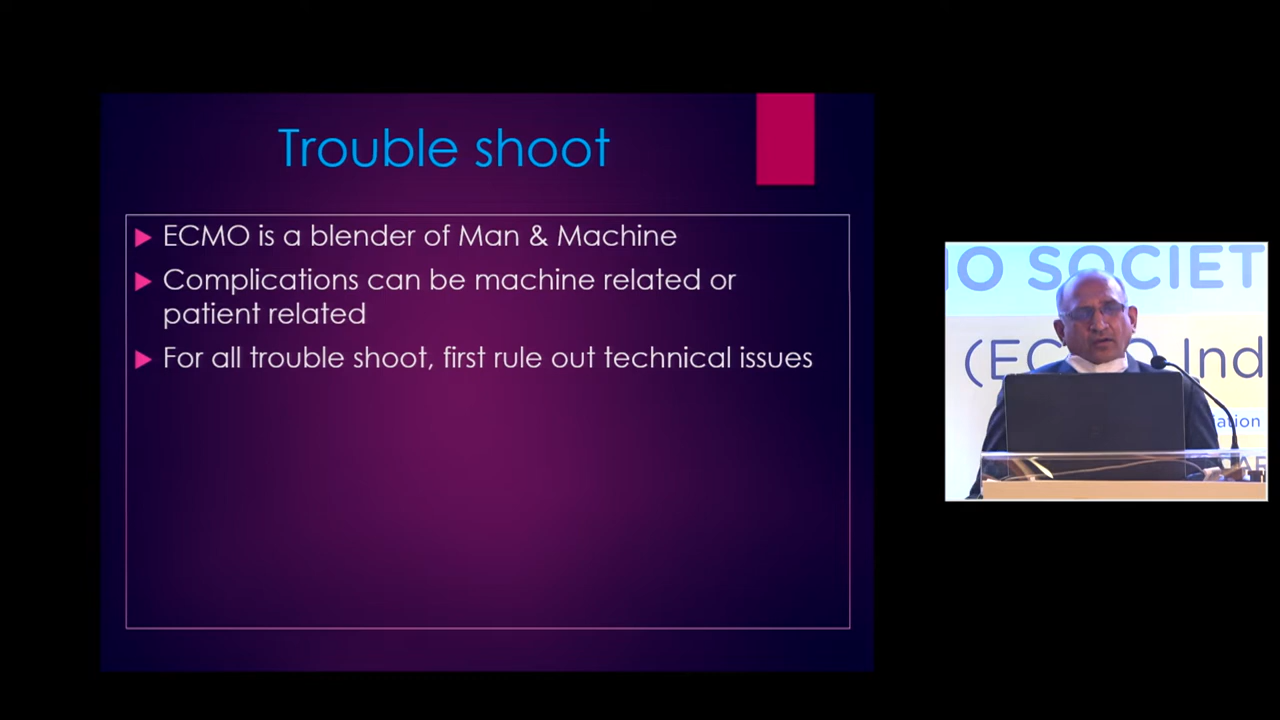 Trouble shoot
ECMO is a blender of Man & Machine
Complications can be machine related or
patient related
For all trouble shoot, first rule out technical issues
SOCIET
Ind